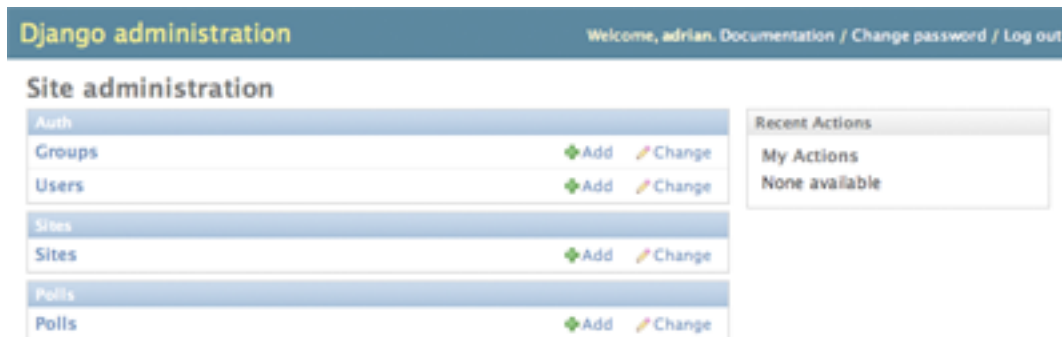 Django administration
Welcome, adrian. Documentation / Change password / Log out
Site administration
Auth
Groups Add Change
Users Add Change
Sites
Sites Add Change
Polls
Polls Add Change
Recent Actions
My Actions
None available